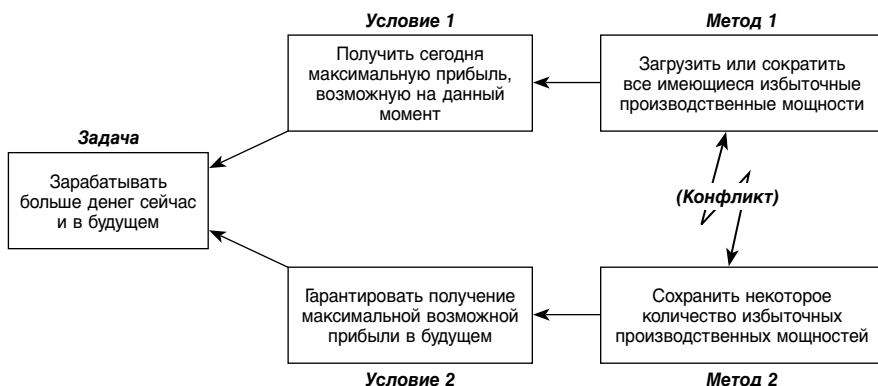 Условие 1
Получить сегодня
максимальную прибыль,
возможную на данный
момент
Метод 1
Загрузить или сократить
все имеющиеся избыточные
производственные мощности
Задача
Зарабатывать
больше денег сейчас
и в будущем
(Конфликт)
Гарантировать получение
максимальной возможной
прибыли в будущем
Условие 2
Сохранить некоторое
количество избыточных
производственных мощностей
Метод 2